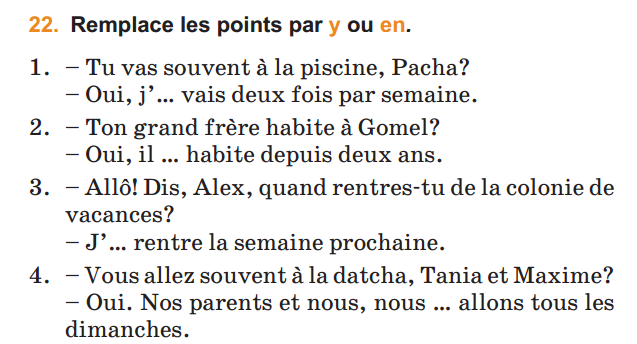 22. Remplace les points par y ou en.
1. – Tu vas souvent à la piscine, Pacha?
– Oui, j’... vais deux fois par semaine.
2. – Ton grand frère habite à Gomel?
– Oui, il ... habite depuis deux ans.
3. – Allô! Dis, Alex, quand rentres-tu de la colonie de
vacances?
– J’... rentre la semaine prochaine.
4. – Vous allez souvent à la datcha, Tania et Maxime?
– Oui. Nos parents et nous, nous ... allons tous les
dimanches.